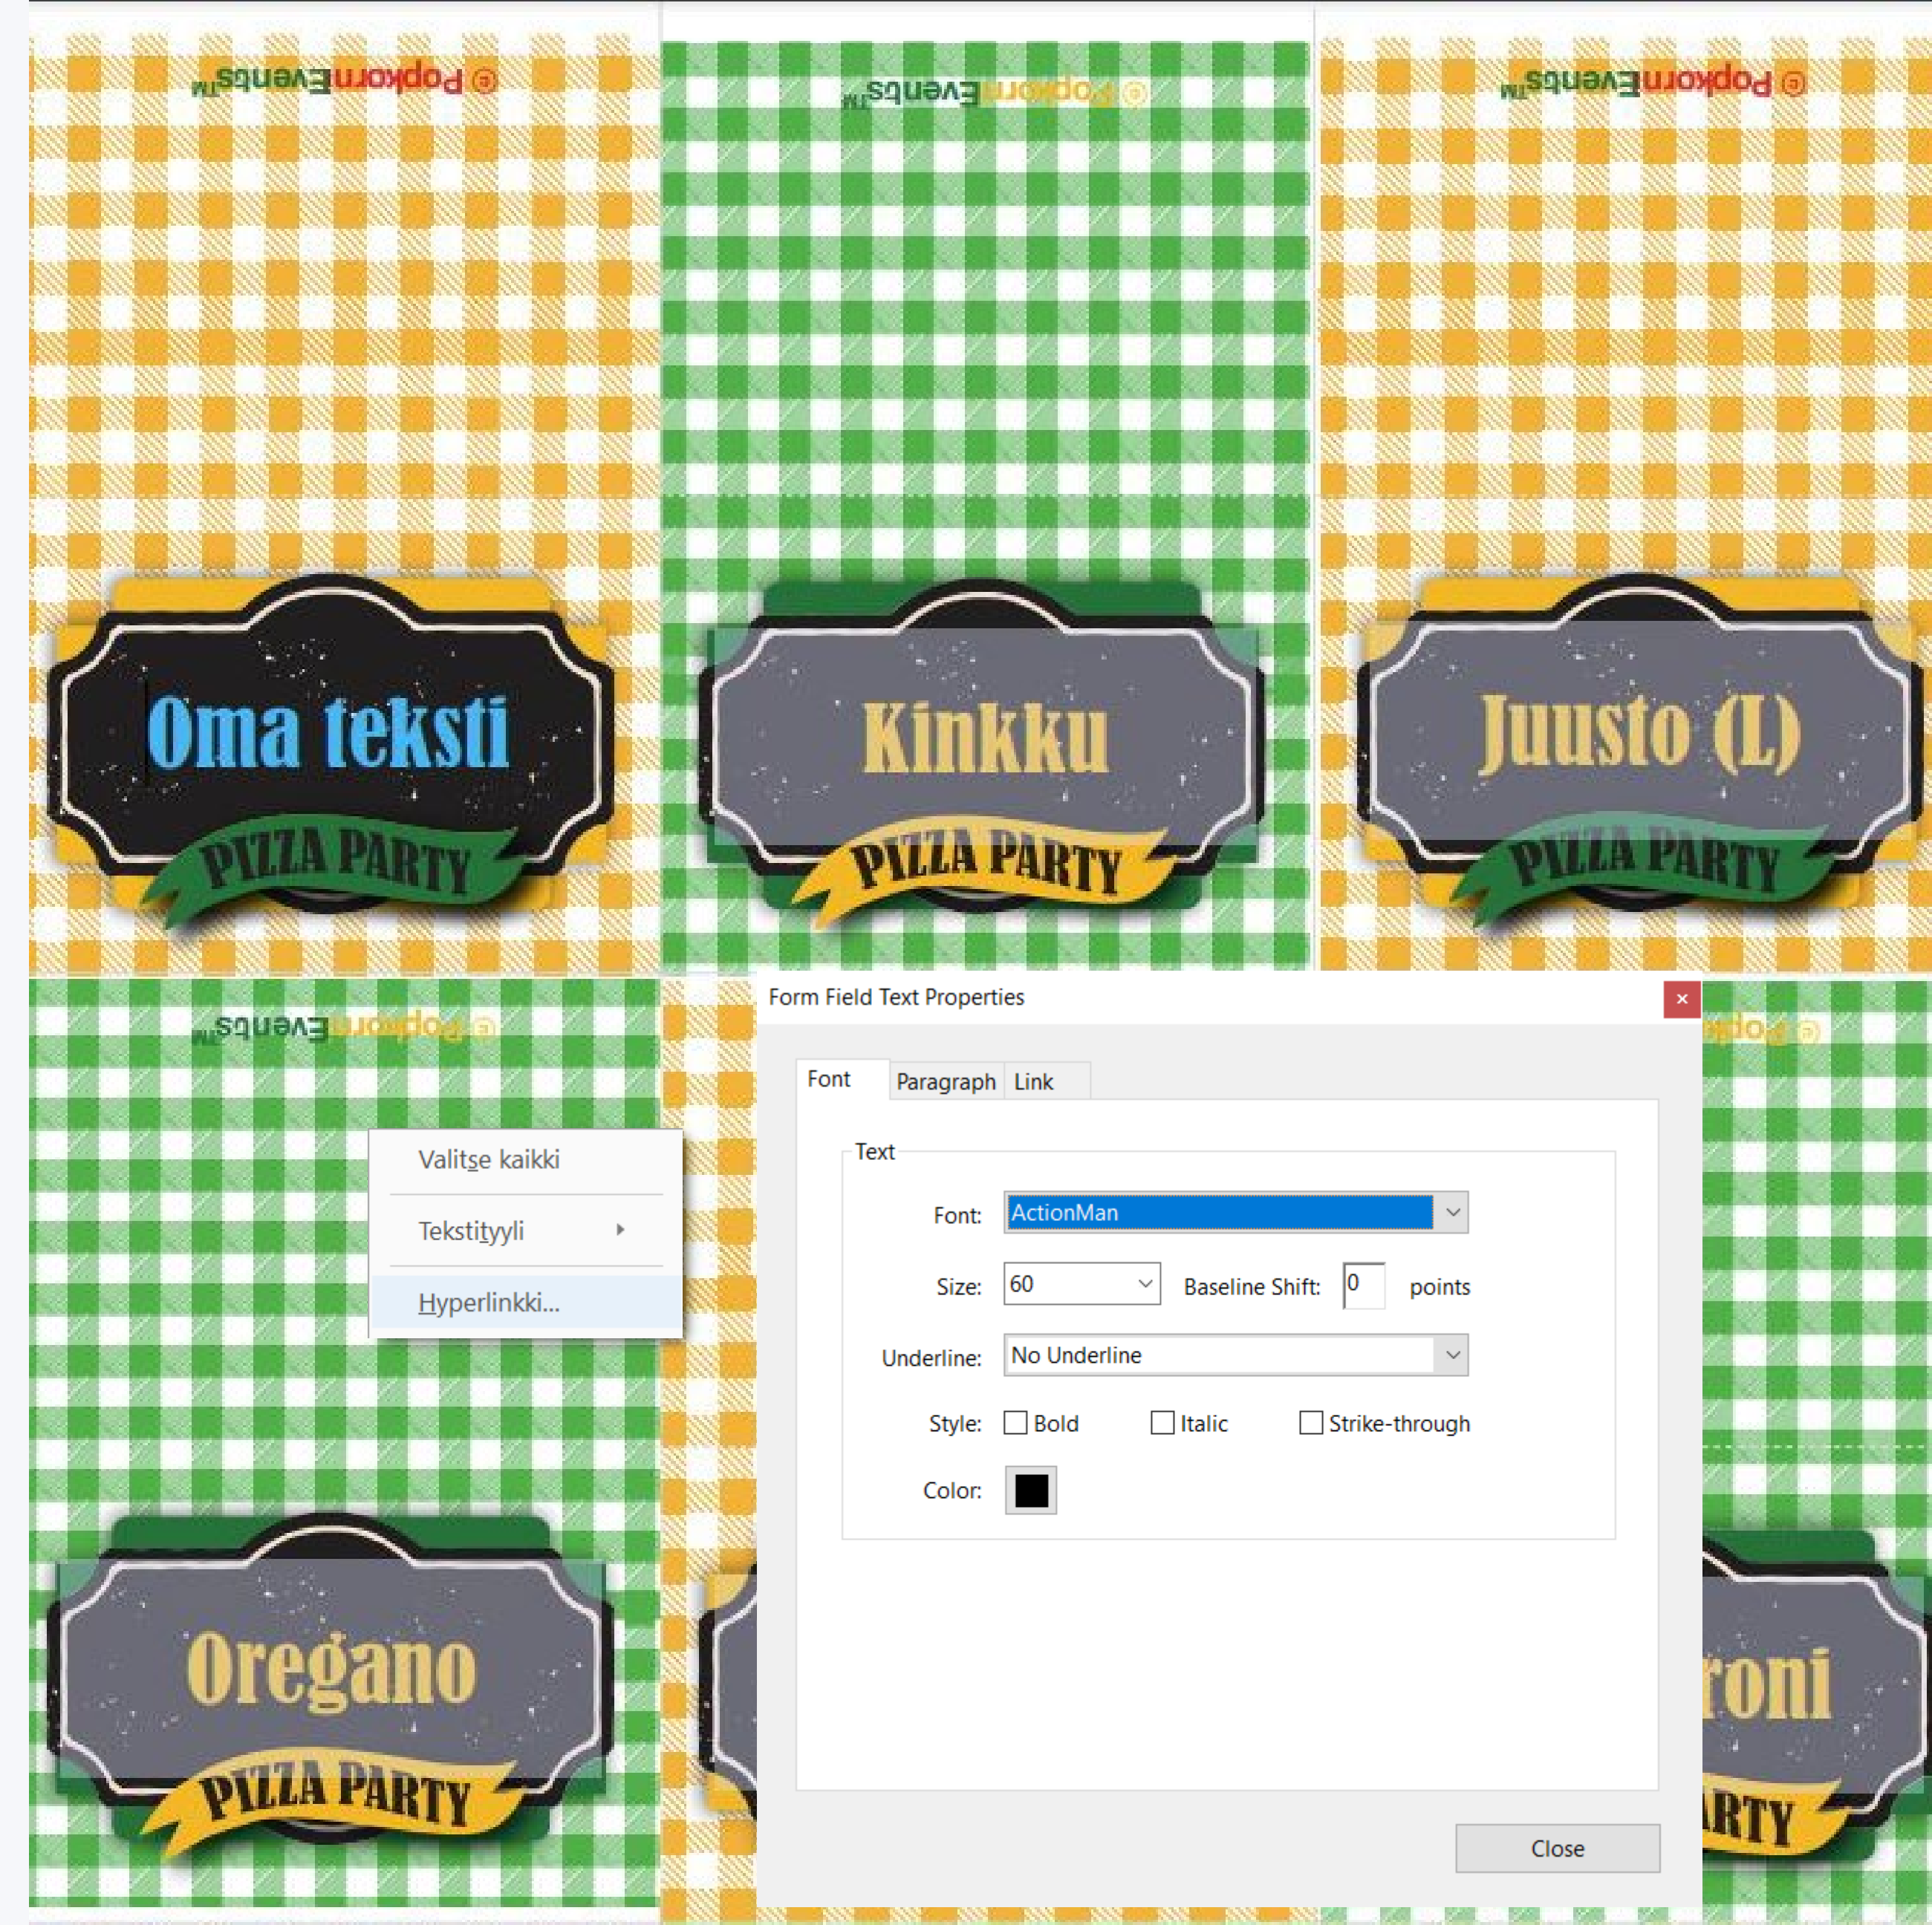 © PopkornEvents™
© PopkornEvents™
© PopkornEvents™
Oma teksti
PIZZA PARTY
Kinkku
PIZZA PARTY
Juusto (L)
PIZZA PARTY
© PopkornEvents™
Valitse kaikki
Tekstityyli
Hyperlinkki...
Oregano
PIZZA PARTY
Form Field Text Properties
Font Paragraph Link
Text
Font: ActionMan
Size: 60 Baseline Shift: 0 points
Underline: No Underline
Style: Bold Italic Strike-through
Color:
Close
© Popk
roni
RTY